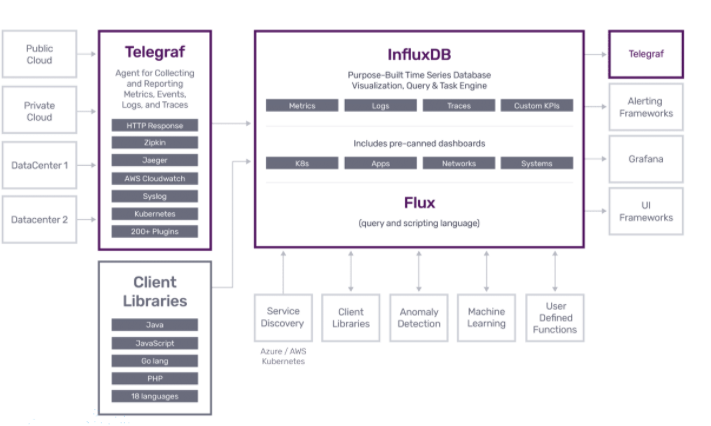 Public
Cloud
Private
Cloud
DataCenter 1
Datacenter 2
Telegraf
Agent for Collecting
and Reporting
Metrics, Events,
Logs, and Traces
HTTP Response
Zipkin
Jaeger
AWS Cloudwatch
Syslog
Kubernetes
200+ Plugins
Client
Libraries
Java
JavaScript
Go lang
PHP
18 languages
InfluxDB
Purpose-Built Time Series Database
Visualization, Query & Task Engine
Metrics
Logs
Traces
Custom KPIs
Includes pre-canned dashboards
K8s
Apps
Networks
Systems
Flux
(query and scripting language)
Service
Discovery
Azure / AWS
Kubernetes
Client
Libraries
Anomaly
Detection
Machine
Learning
User
Defined
Functions
Telegraf
Alerting
Frameworks
Grafana
UI
Frameworks